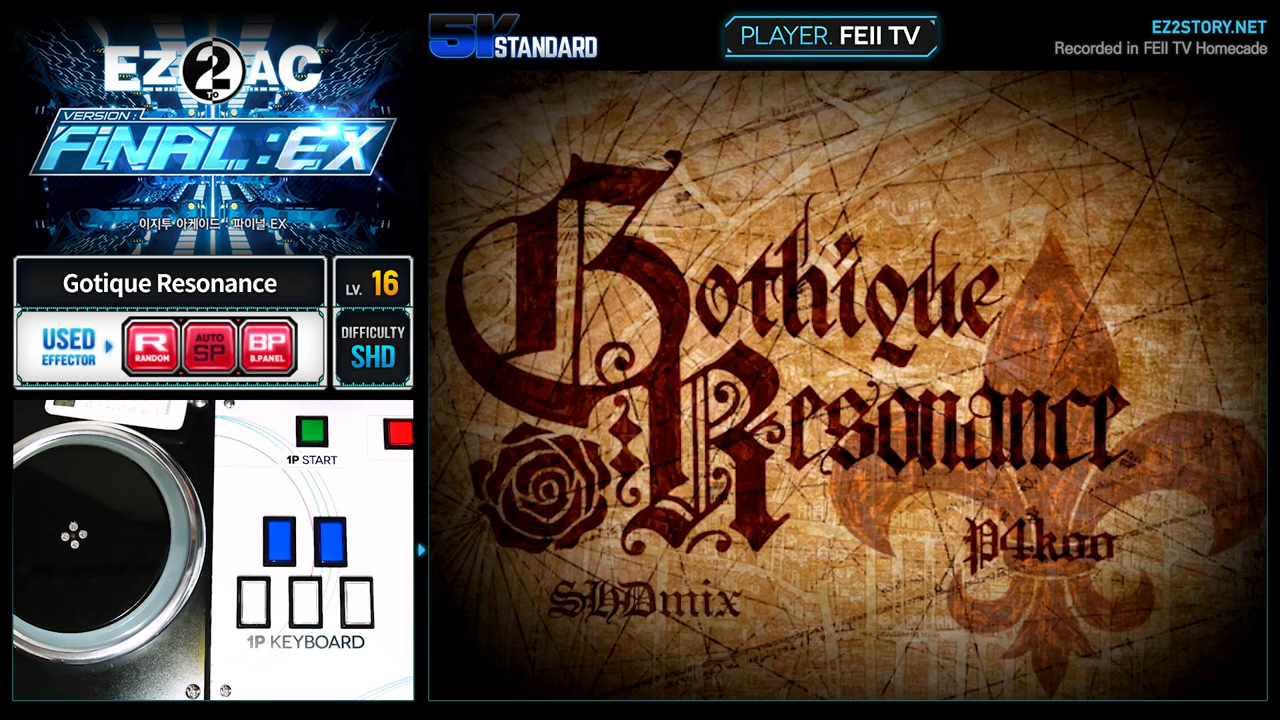 EZ2AC
TO
VERSION :
FiNAL:EX
이지투 아케이드 : 파이널 EX
5K STANDARD
PLAYER. FEII TV
EZ2STORY.NET
Recorded in FEII TV Homecade
Gotique Resonance
LV. 16
USED
EFFECTOR
R
RANDOM
AUTO
SP
BP
B.PANEL
DIFFICULTY
SHD
1P START
1P KEYBOARD
Gothique
Resonance
P4koo
SHDmix